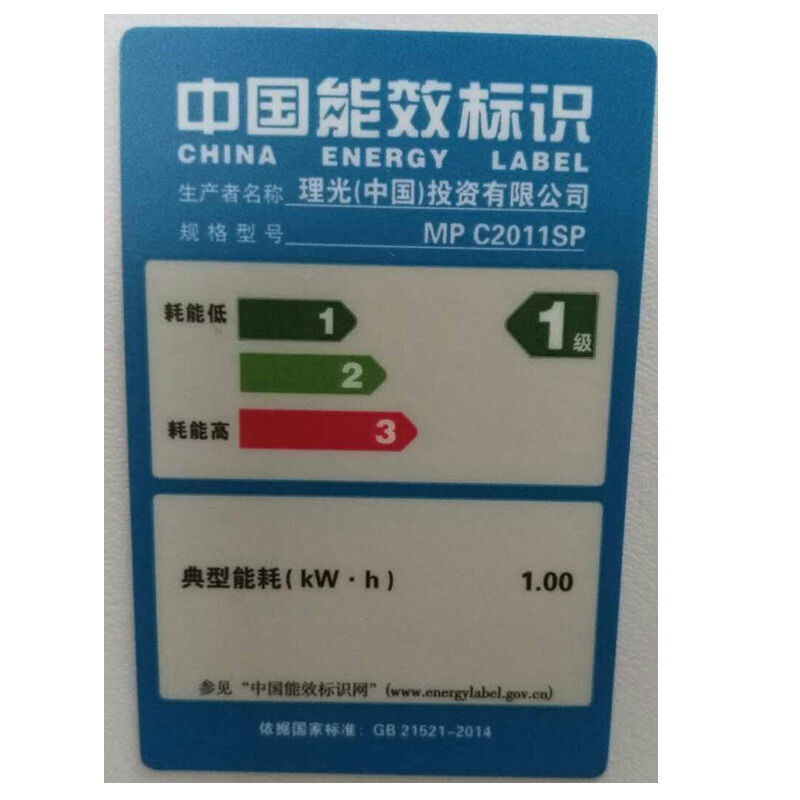 中国能效标识
CHINA ENERGY LABEL
生产者名称 理光(中国)投资有限公司
规格型号 MP C2011SP
耗能低 1 1级
2
耗能高 3
典型能耗(kW·h) 1.00
参见“中国能效标识网”(www.energylabel.gov.cn)
依据国家标准: GB 21521-2014